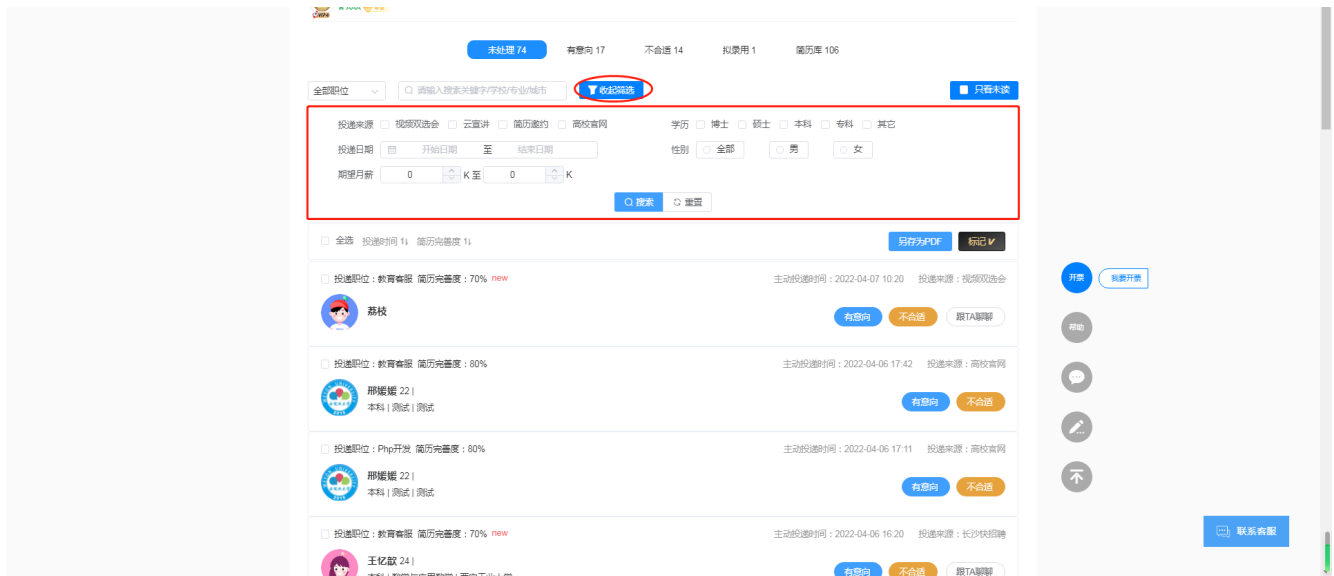 未处理 74 有意向 17 不合适 14 拟录用 1 简历库 106
全部职位 请输入搜索关键字/学校/专业/城市 收起筛选 只看未读
投递来源 视频双选会 云宣讲 简历邀约 高校官网 学历 博士 硕士 本科 专科 其它
投递日期 开始日期 至 结束日期 性别 全部 男 女
期望月薪 0 K 至 0 K
搜索 重置
全选 投递时间 1↓ 简历完善度 1↓ 另存为PDF 标记
投递职位：教育客服 简历完善度：70% new 主动投递时间：2022-04-07 10:20 投递来源：视频双选会
开票 我要开票
荔枝
有意向 不合适 跟TA聊聊
帮助
投递职位：教育客服 简历完善度：80% 主动投递时间：2022-04-06 17:42 投递来源：高校官网
邢媛媛 22 |
本科 | 测试 | 测试
有意向 不合适
投递职位：Php开发 简历完善度：80% 主动投递时间：2022-04-06 17:11 投递来源：高校官网
邢媛媛 22 |
本科 | 测试 | 测试
有意向 不合适
投递职位：教育客服 简历完善度：70% new 主动投递时间：2022-04-06 16:20 投递来源：长沙快招聘
联系客服
王忆歆 24 |
有意向 不合适 跟TA聊聊